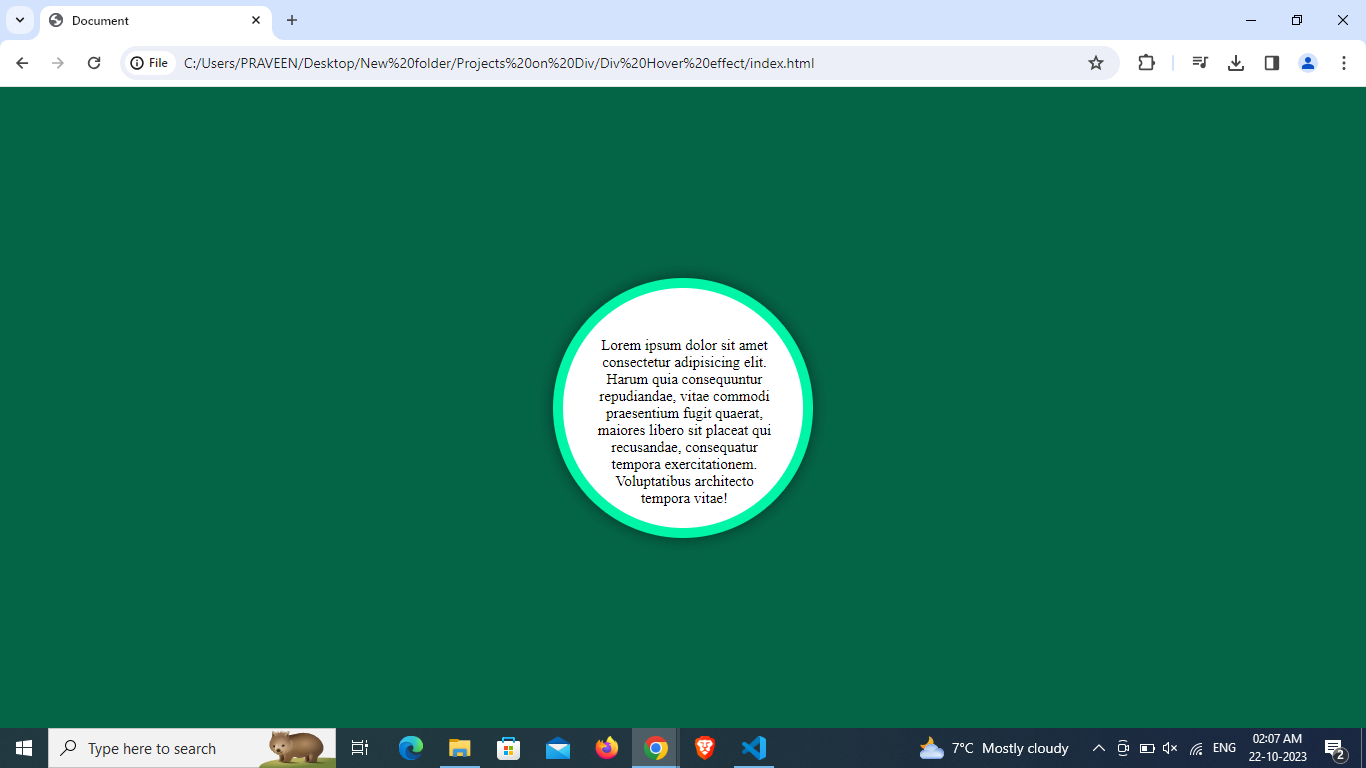 Document
File
C:/Users/PRAVEEN/Desktop/New%20folder/Projects%20on%20Div/Div%20Hover%20effect/index.html
Lorem ipsum dolor sit amet
consectetur adipisicing elit.
Harum quia consequuntur
repudiandae, vitae commodi
praesentium fugit quaerat,
maiores libero sit placeat qui
recusandae, consequatur
tempora exercitationem.
Voluptatibus architecto
tempora vitae!
Type here to search
7°C Mostly cloudy
ENG
02:07 AM
22-10-2023
2